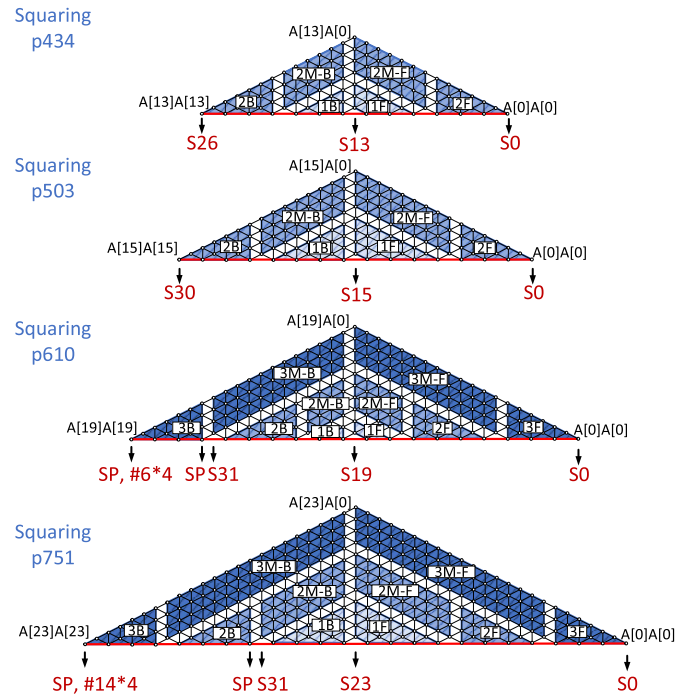 Squaring
p434
A[13]A[0]
2M-B
2M-F
A[13]A[13]
2B
1B
1F
2F
A[0]A[0]
S26
S13
S0
Squaring
p503
A[15]A[0]
2M-B
2M-F
A[15]A[15]
2B
1B
1F
2F
A[0]A[0]
S30
S15
S0
Squaring
p610
A[19]A[0]
3M-B
3M-F
2M-B
2M-F
A[19]A[19]
3B
2B
1B
1F
2F
3F
A[0]A[0]
SP, #6*4
SP
S31
S19
S0
Squaring
p751
A[23]A[0]
3M-B
3M-F
2M-B
2M-F
A[23]A[23]
3B
2B
1B
1F
2F
3F
A[0]A[0]
SP, #14*4
SP
S31
S23
S0